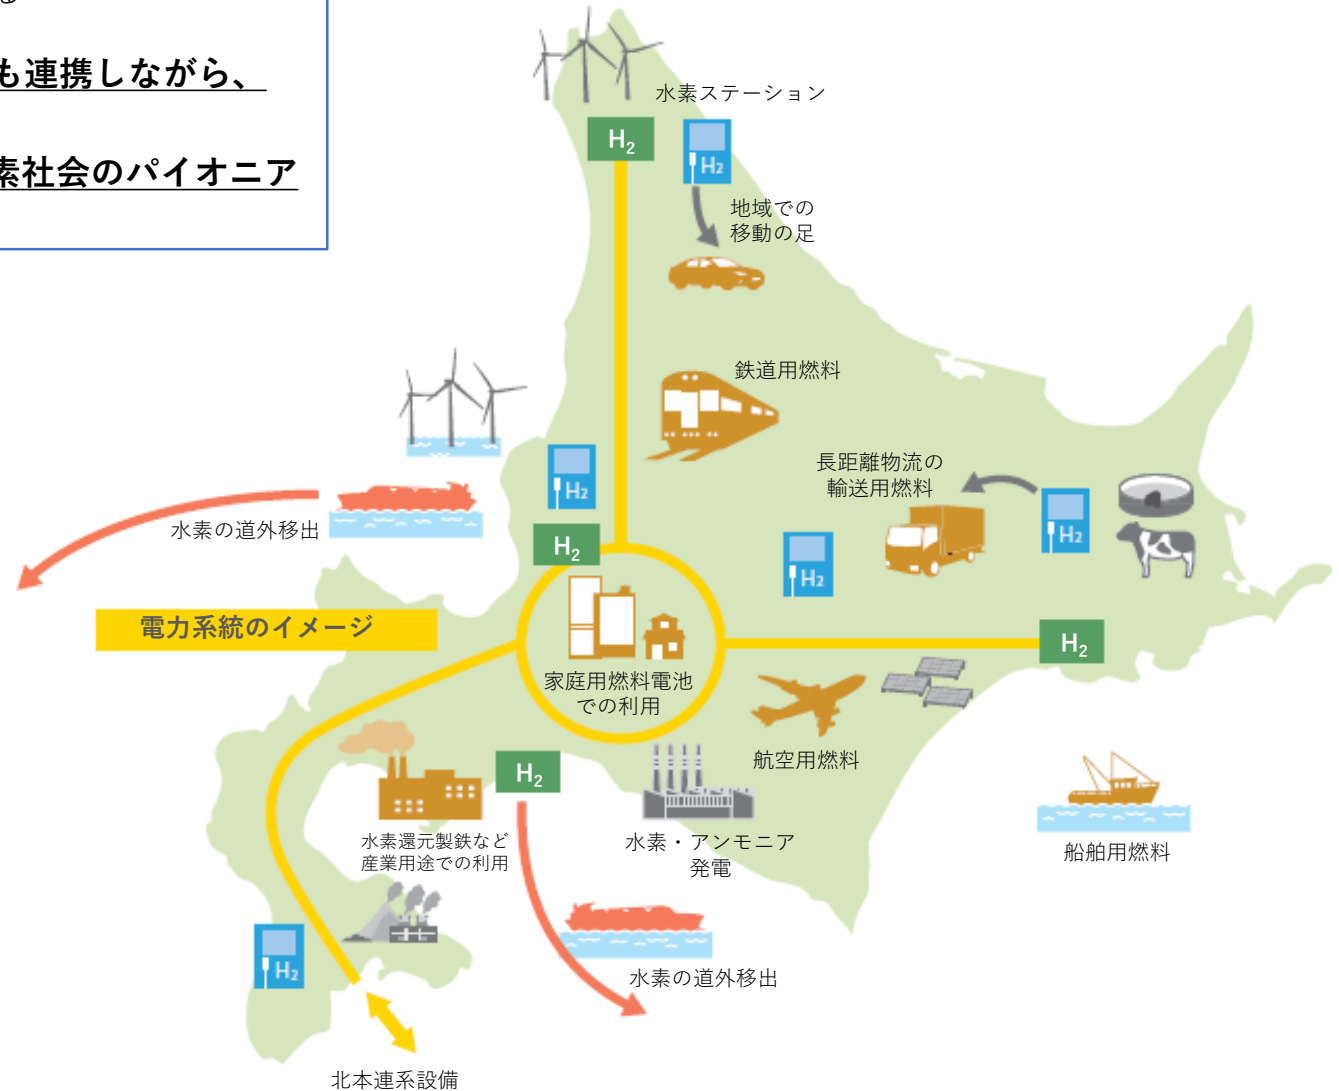 る
も連携しながら、
素社会のパイオニア
水素ステーション
H₂
H₂
地域での
移動の足
鉄道用燃料
長距離物流の
輸送用燃料
H₂
H₂
H₂
水素の道外移出
H₂
電力系統のイメージ
H₂
家庭用燃料電池
での利用
航空用燃料
H₂
水素還元製鉄など
産業用途での利用
水素・アンモニア
発電
船舶用燃料
H₂
水素の道外移出
北本連系設備